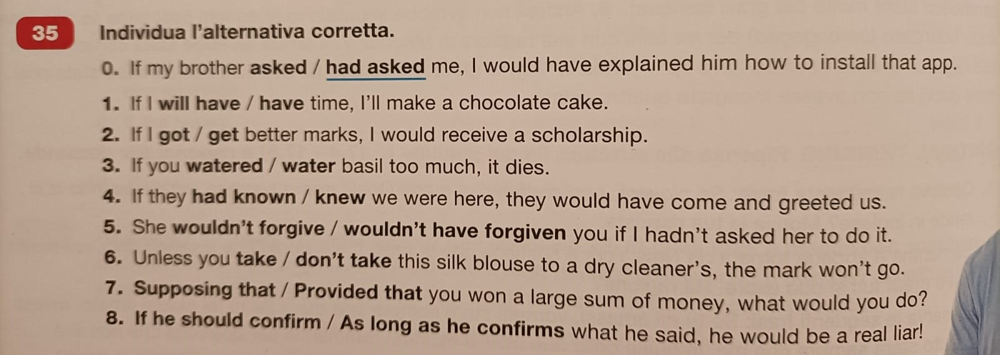 35 Individua l'alternativa corretta.
0. If my brother asked / had asked me, I would have explained him how to install that app.
1. If I will have / have time, I'll make a chocolate cake.
2. If I got / get better marks, I would receive a scholarship.
3. If you watered / water basil too much, it dies.
4. If they had known / knew we were here, they would have come and greeted us.
5. She wouldn't forgive / wouldn't have forgiven you if I hadn't asked her to do it.
6. Unless you take / don't take this silk blouse to a dry cleaner's, the mark won't go.
7. Supposing that / Provided that you won a large sum of money, what would you do?
8. If he should confirm / As long as he confirms what he said, he would be a real liar!